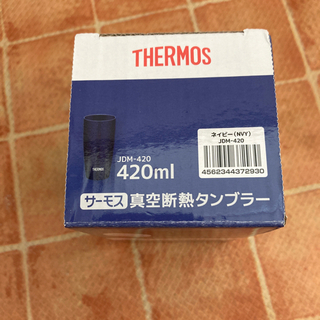 THERMOS
ネイビー(NVY)
JDM-420
4562344372930
THERMOS
JDM-420
420ml
サーモス 真空断熱タンブラー